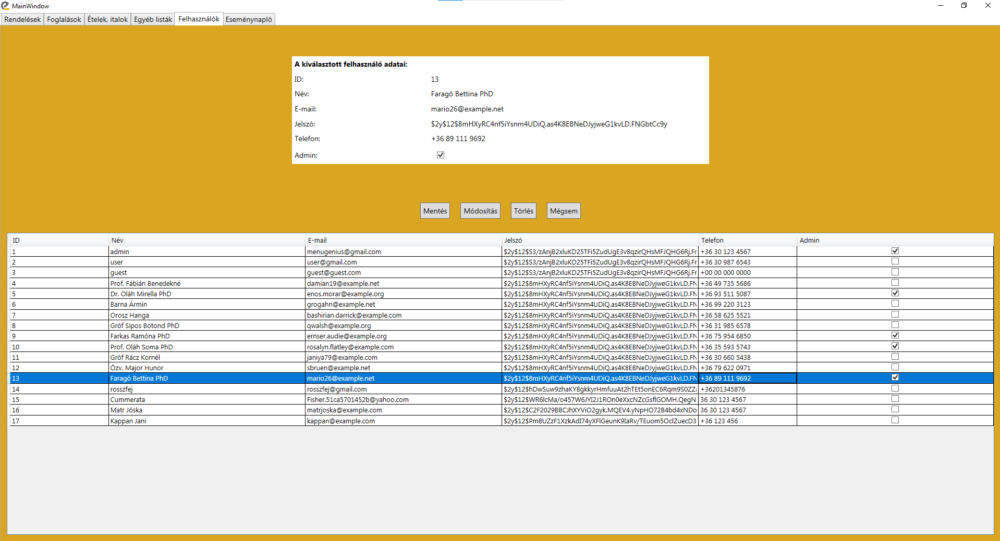 MainWindow
Rendelések Foglalások Ételek, italok Egyéb listák Felhasználók Eseménynapló
A kiválasztott felhasználó adatai:
ID: 13
Név: Faragó Bettina PhD
E-mail: mario26@example.net
Jelszó: $2y$12$8mHXyRC4nf5iYsnm4UDiQ.as4K8EBNeDJyjweG1kvLD.FNGbtCc9y
Telefon: +36 89 111 9692
Admin:
Mentés Módosítás Törlés Mégsem
ID Név E-mail Jelszó Telefon Admin
1 admin menugenius@gmail.com $2y$12$S3/zAnjB2xluKD25TFi5ZudUgE3v8qzirQHsMFJQHG6Rj.Fr +36 30 123 4567
2 user user@gmail.com $2y$12$S3/zAnjB2xluKD25TFi5ZudUgE3v8qzirQHsMFJQHG6Rj.Fr +36 30 987 6543
3 guest guest@guest.com $2y$12$S3/zAnjB2xluKD25TFi5ZudUgE3v8qzirQHsMFJQHG6Rj.Fr +00 00 000 0000
4 Prof. Fábián Benedekné damian19@example.net $2y$12$8mHXyRC4nf5iYsnm4UDiQ.as4K8EBNeDJyjweG1kvLD.FN +36 49 735 5686
5 Dr. Oláh Mirella PhD enos.morar@example.org $2y$12$8mHXyRC4nf5iYsnm4UDiQ.as4K8EBNeDJyjweG1kvLD.FN +36 93 511 5087
6 Barna Ármin grogahn@example.net $2y$12$8mHXyRC4nf5iYsnm4UDiQ.as4K8EBNeDJyjweG1kvLD.FN +36 99 220 3123
7 Orosz Hanga bashirian.darrick@example.com $2y$12$8mHXyRC4nf5iYsnm4UDiQ.as4K8EBNeDJyjweG1kvLD.FN +36 58 625 5521
8 Gróf Sipos Botond PhD qwalsh@example.org $2y$12$8mHXyRC4nf5iYsnm4UDiQ.as4K8EBNeDJyjweG1kvLD.FN +36 31 985 6578
9 Farkas Ramóna PhD ernser.audie@example.org $2y$12$8mHXyRC4nf5iYsnm4UDiQ.as4K8EBNeDJyjweG1kvLD.FN +36 75 954 6850
10 Prof. Oláh Soma PhD rosalyn.flatley@example.com $2y$12$8mHXyRC4nf5iYsnm4UDiQ.as4K8EBNeDJyjweG1kvLD.FN +36 35 593 5743
11 Gróf Rácz Kornél janiya79@example.com $2y$12$8mHXyRC4nf5iYsnm4UDiQ.as4K8EBNeDJyjweG1kvLD.FN +36 30 660 5438
12 Özv. Major Hunor sbruen@example.net $2y$12$8mHXyRC4nf5iYsnm4UDiQ.as4K8EBNeDJyjweG1kvLD.FN +36 79 622 0971
13 Faragó Bettina PhD mario26@example.net $2y$12$8mHXyRC4nf5iYsnm4UDiQ.as4K8EBNeDJyjweG1kvLD.FN +36 89 111 9692
14 rosszfej rosszfej@gmail.com $2y$12$hDwSuw9zhaKY8gkkyrHmfuuAt2hTEt5onEC6Rqm9S0ZZ +36201345876
15 Cummerata Fisher.51ca5701452b@yahoo.com $2y$12$WR6lcMa/o457W6JYI2J1ROn0eXxcNZcGsflGOMH.QegN 36 30 123 4567
16 Matr Jóska matrjoska@example.com $2y$12$C2F2029BBCJhXYViO2gyk.MQEV4.yNpHO72B4bd4xNDo 36 30 123 4567
17 Kappan Jani kappan@example.com $2y$12$Pm8UZzF1XzkAdI74yXFlGeunK9IaRv/TEuom5OclZuecD3 +36 123 456